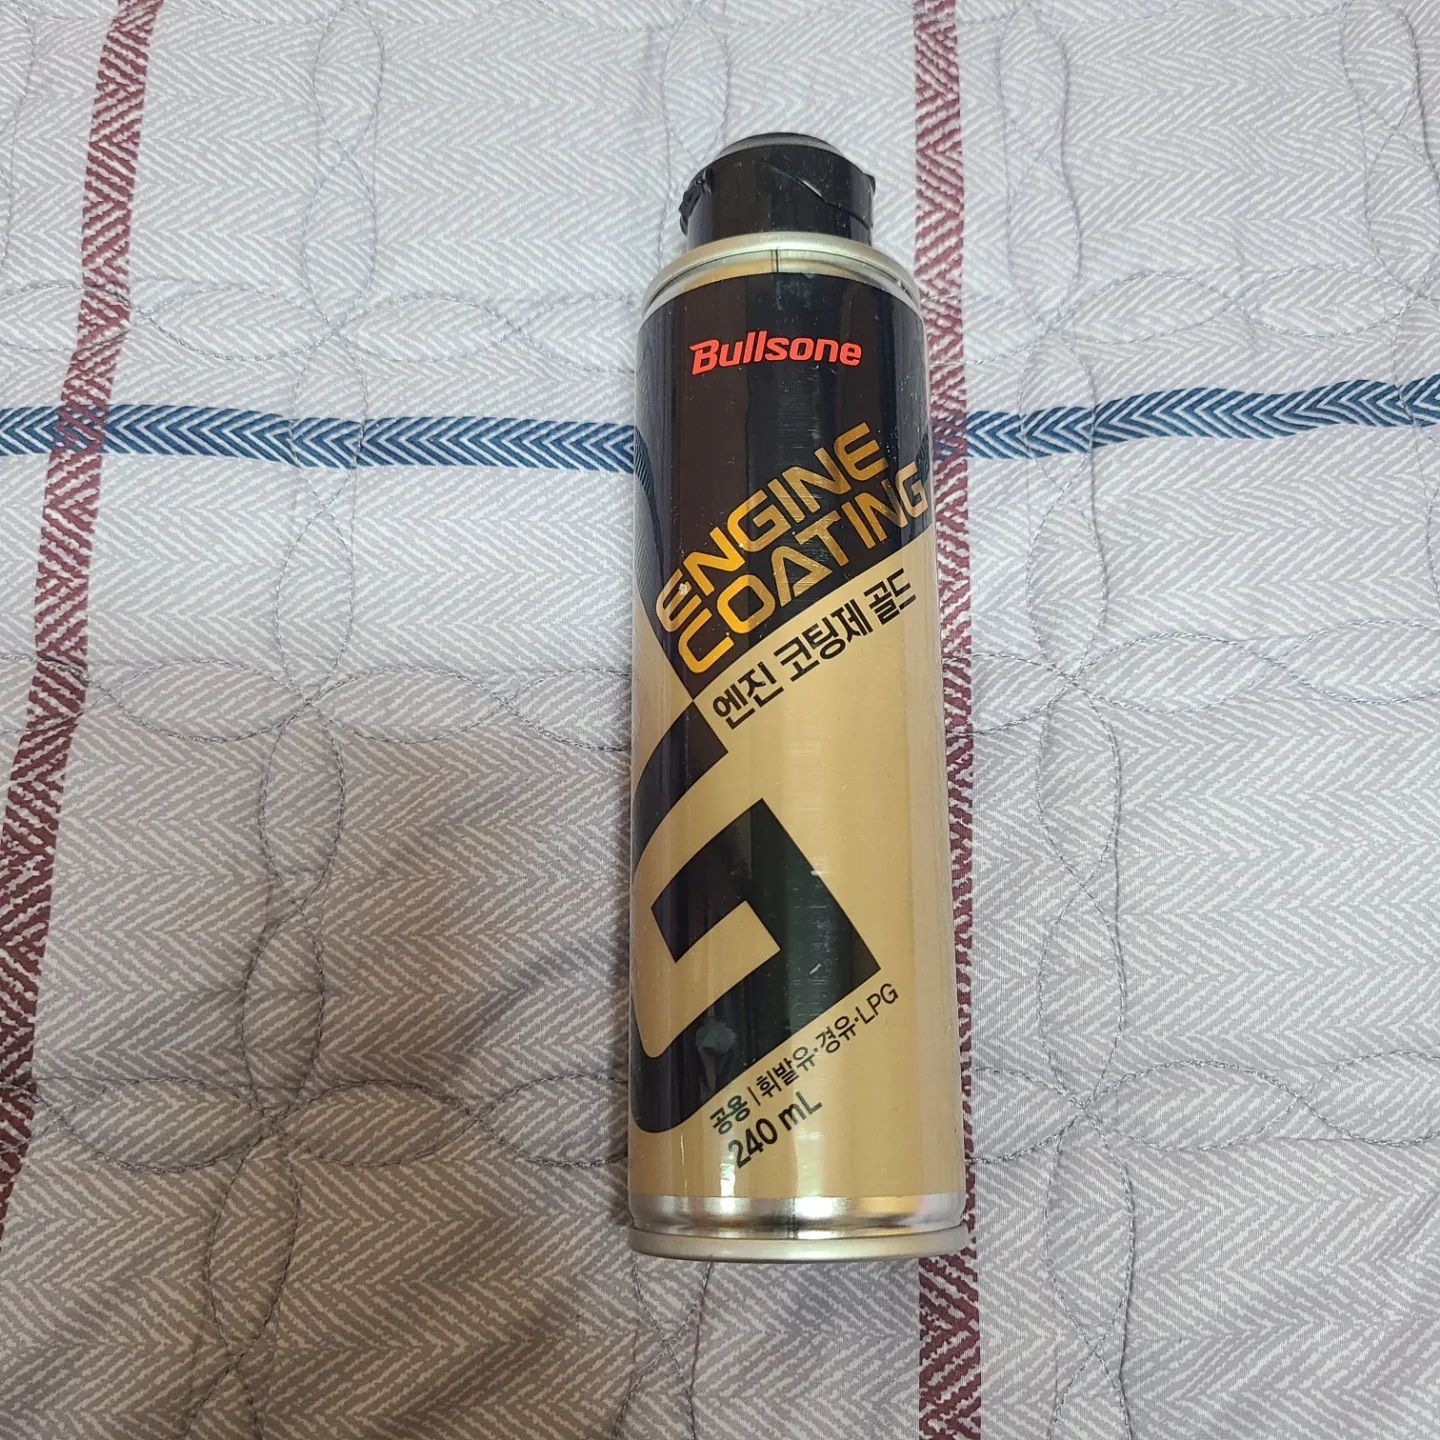 Bullsone
ENGINE
COATING
엔진 코팅제 골드
G
공용 | 휘발유·경유·LPG
240 mL